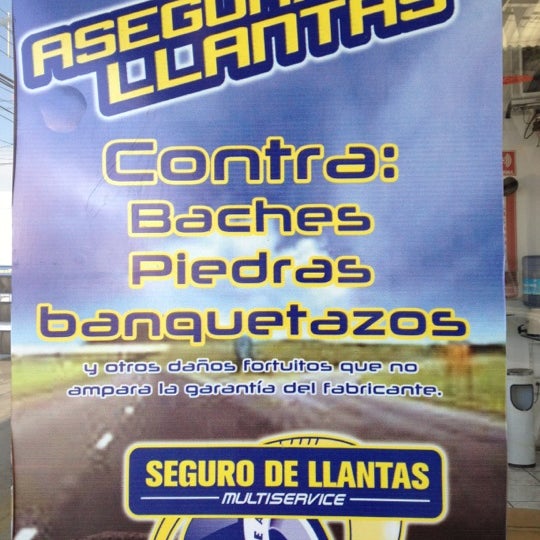 LLANTAS
Contra:
Baches
Piedras
banquetazos
y otros daños fortuitos que no
ampara la garantía del fabricante.
SEGURO DE LLANTAS
MULTISERVICE